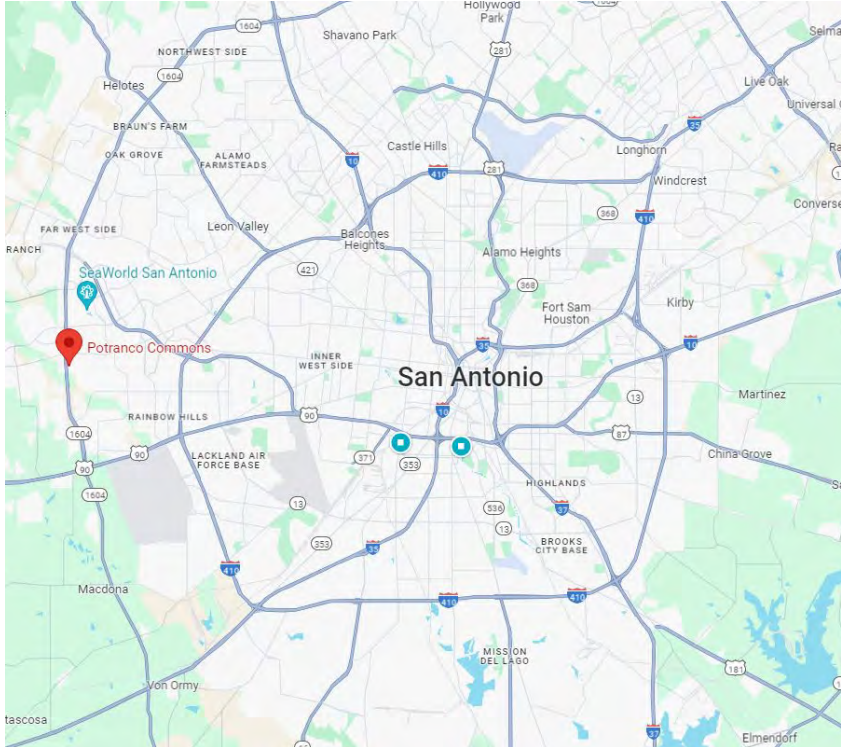 Hollywood
Park
1604
Shavano Park
281
Selma
1604
NORTHWEST SIDE
281
1604
Helotes
Live Oak
Universal
35
BRAUN'S FARM
Castle Hills
Longhorn
OAK GROVE
ALAMO
FARMSTEADS
10
410
281
Windcrest
Converse
368
410
FAR WEST SIDE
Leon Valley
Balcones
Heights
RANCH
Alamo Heights
421
SeaWorld San Antonio
368
Fort Sam
Houston
Kirby
Potranco Commons
35
10
INNER
WEST SIDE
San Antonio
Martinez
13
10
RAINBOW HILLS
90
1604
87
90
LACKLAND AIR
FORCE BASE
371
353
China Grove
90
1604
HIGHLANDS
13
536
37
13
353
35
BROOKS
CITY BASE
410
Macdona
410
410
MISSION
DEL LAGO
181
Von Ormy
tascosa
37
Elmendorf